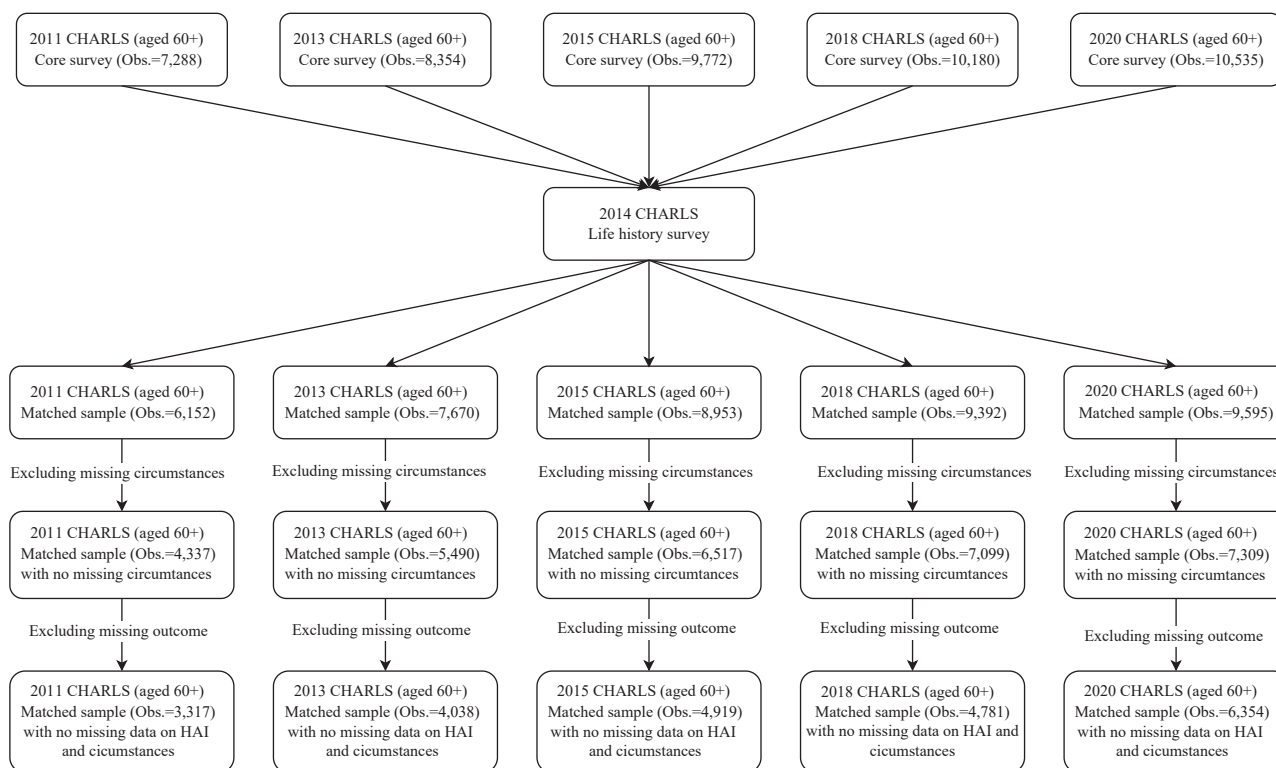 2011 CHARLS (aged 60+)
Core survey (Obs.=7,288)
2013 CHARLS (aged 60+)
Core survey (Obs.=8,354)
2015 CHARLS (aged 60+)
Core survey (Obs.=9,772)
2018 CHARLS (aged 60+)
Core survey (Obs.=10,180)
2020 CHARLS (aged 60+)
Core survey (Obs.=10,535)
2014 CHARLS
Life history survey
2011 CHARLS (aged 60+)
Matched sample (Obs.=6,152)
2013 CHARLS (aged 60+)
Matched sample (Obs.=7,670)
2015 CHARLS (aged 60+)
Matched sample (Obs.=8,953)
2018 CHARLS (aged 60+)
Matched sample (Obs.=9,392)
2020 CHARLS (aged 60+)
Matched sample (Obs.=9,595)
Excluding missing circumstances
Excluding missing circumstances
Excluding missing circumstances
Excluding missing circumstances
Excluding missing circumstances
2011 CHARLS (aged 60+)
Matched sample (Obs.=4,337)
with no missing circumtances
2013 CHARLS (aged 60+)
Matched sample (Obs.=5,490)
with no missing circumtances
2015 CHARLS (aged 60+)
Matched sample (Obs.=6,517)
with no missing circumtances
2018 CHARLS (aged 60+)
Matched sample (Obs.=7,099)
with no missing circumtances
2020 CHARLS (aged 60+)
Matched sample (Obs.=7,309)
with no missing circumtances
Excluding missing outcome
Excluding missing outcome
Excluding missing outcome
Excluding missing outcome
Excluding missing outcome
2011 CHARLS (aged 60+)
Matched sample (Obs.=3,317)
with no missing data on HAI
and cicumstances
2013 CHARLS (aged 60+)
Matched sample (Obs.=4,038)
with no missing data on HAI
and cicumstances
2015 CHARLS (aged 60+)
Matched sample (Obs.=4,919)
with no missing data on HAI
and cicumstances
2018 CHARLS (aged 60+)
Matched sample (Obs.=4,781)
with no missing data on HAI and
cicumstances
2020 CHARLS (aged 60+)
Matched sample (Obs.=6,354)
with no missing data on HAI
and cicumstances